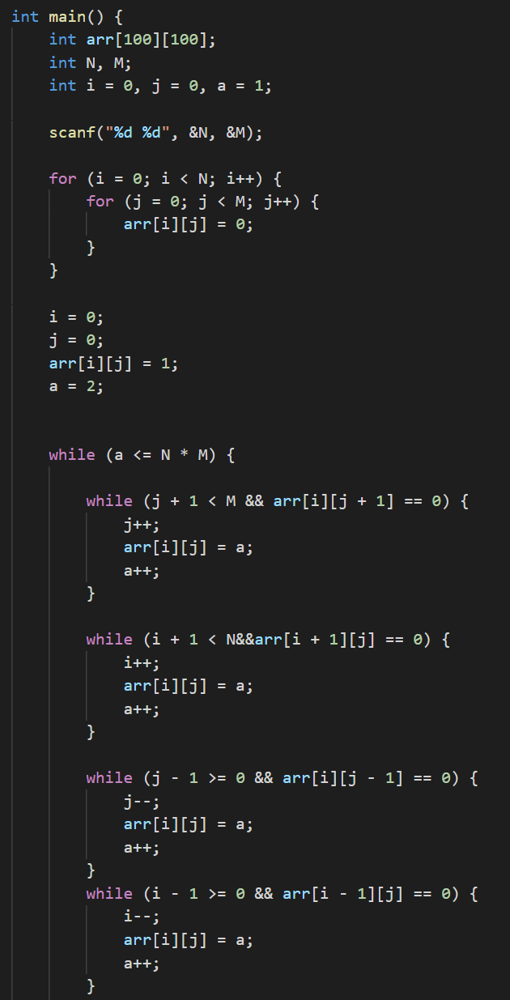 int main() {
    int arr[100][100];
    int N, M;
    int i = 0, j = 0, a = 1;

    scanf("%d %d", &N, &M);

    for (i = 0; i < N; i++) {
        for (j = 0; j < M; j++) {
            arr[i][j] = 0;
        }
    }

    i = 0;
    j = 0;
    arr[i][j] = 1;
    a = 2;


    while (a <= N * M) {

        while (j + 1 < M && arr[i][j + 1] == 0) {
            j++;
            arr[i][j] = a;
            a++;
        }

        while (i + 1 < N&&arr[i + 1][j] == 0) {
            i++;
            arr[i][j] = a;
            a++;
        }

        while (j - 1 >= 0 && arr[i][j - 1] == 0) {
            j--;
            arr[i][j] = a;
            a++;
        }
        while (i - 1 >= 0 && arr[i - 1][j] == 0) {
            i--;
            arr[i][j] = a;
            a++;
        }